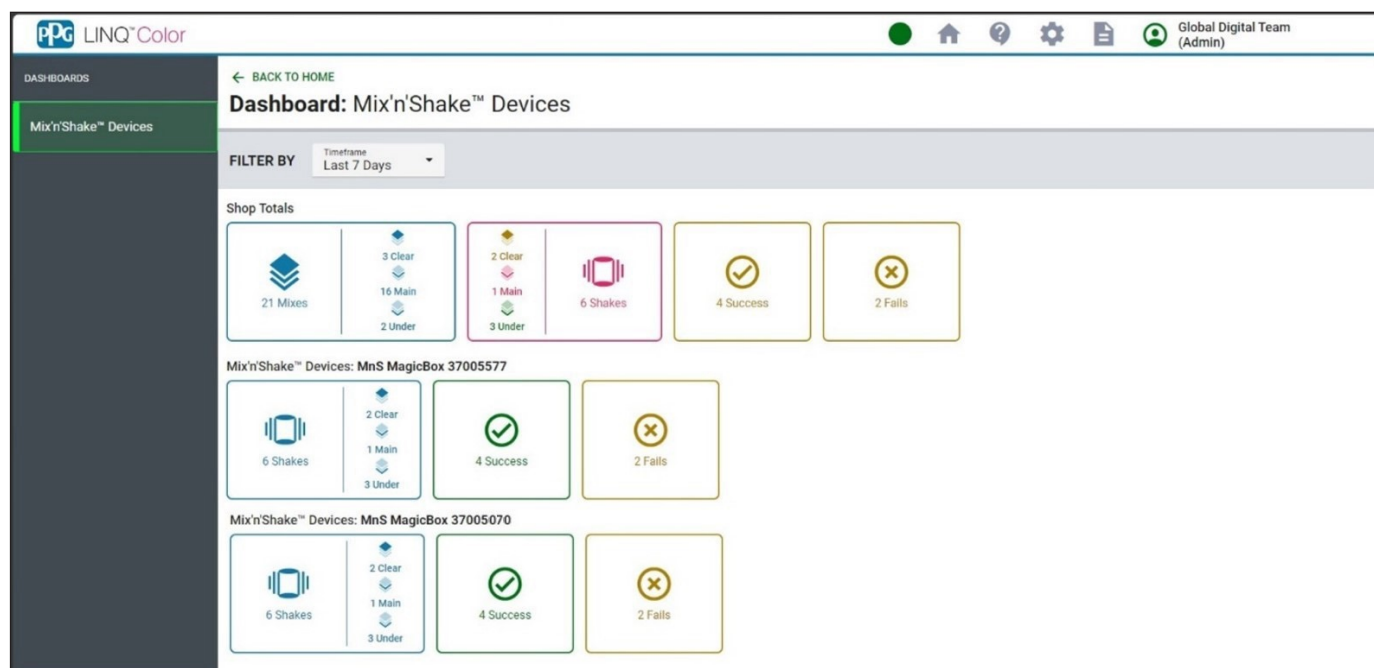 PPG LINQ™Color
Global Digital Team
(Admin)
DASHBOARDS
Mix'n'Shake™ Devices
← BACK TO HOME
Dashboard: Mix'n'Shake™ Devices
FILTER BY
Timeframe
Last 7 Days
Shop Totals
21 Mixes
3 Clear
16 Main
2 Under
2 Clear
1 Main
3 Under
6 Shakes
4 Success
2 Fails
Mix'n'Shake™ Devices: MnS MagicBox 37005577
6 Shakes
2 Clear
1 Main
3 Under
4 Success
2 Fails
Mix'n'Shake™ Devices: MnS MagicBox 37005070
6 Shakes
2 Clear
1 Main
3 Under
4 Success
2 Fails